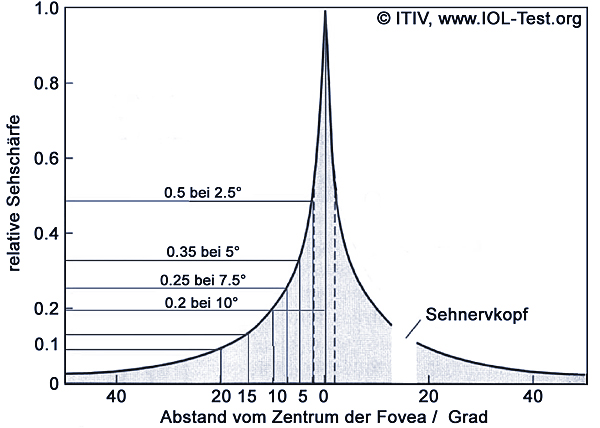 1.0
© ITIV, www.IOL-Test.org
0.8
0.6
0.5 bei 2.5°
0.4
0.35 bei 5°
0.25 bei 7.5°
0.2
0.2 bei 10°
Sehnervkopf
0.1
0
relative Sehschärfe
40 20 15 10 5 0 20 40
Abstand vom Zentrum der Fovea / Grad